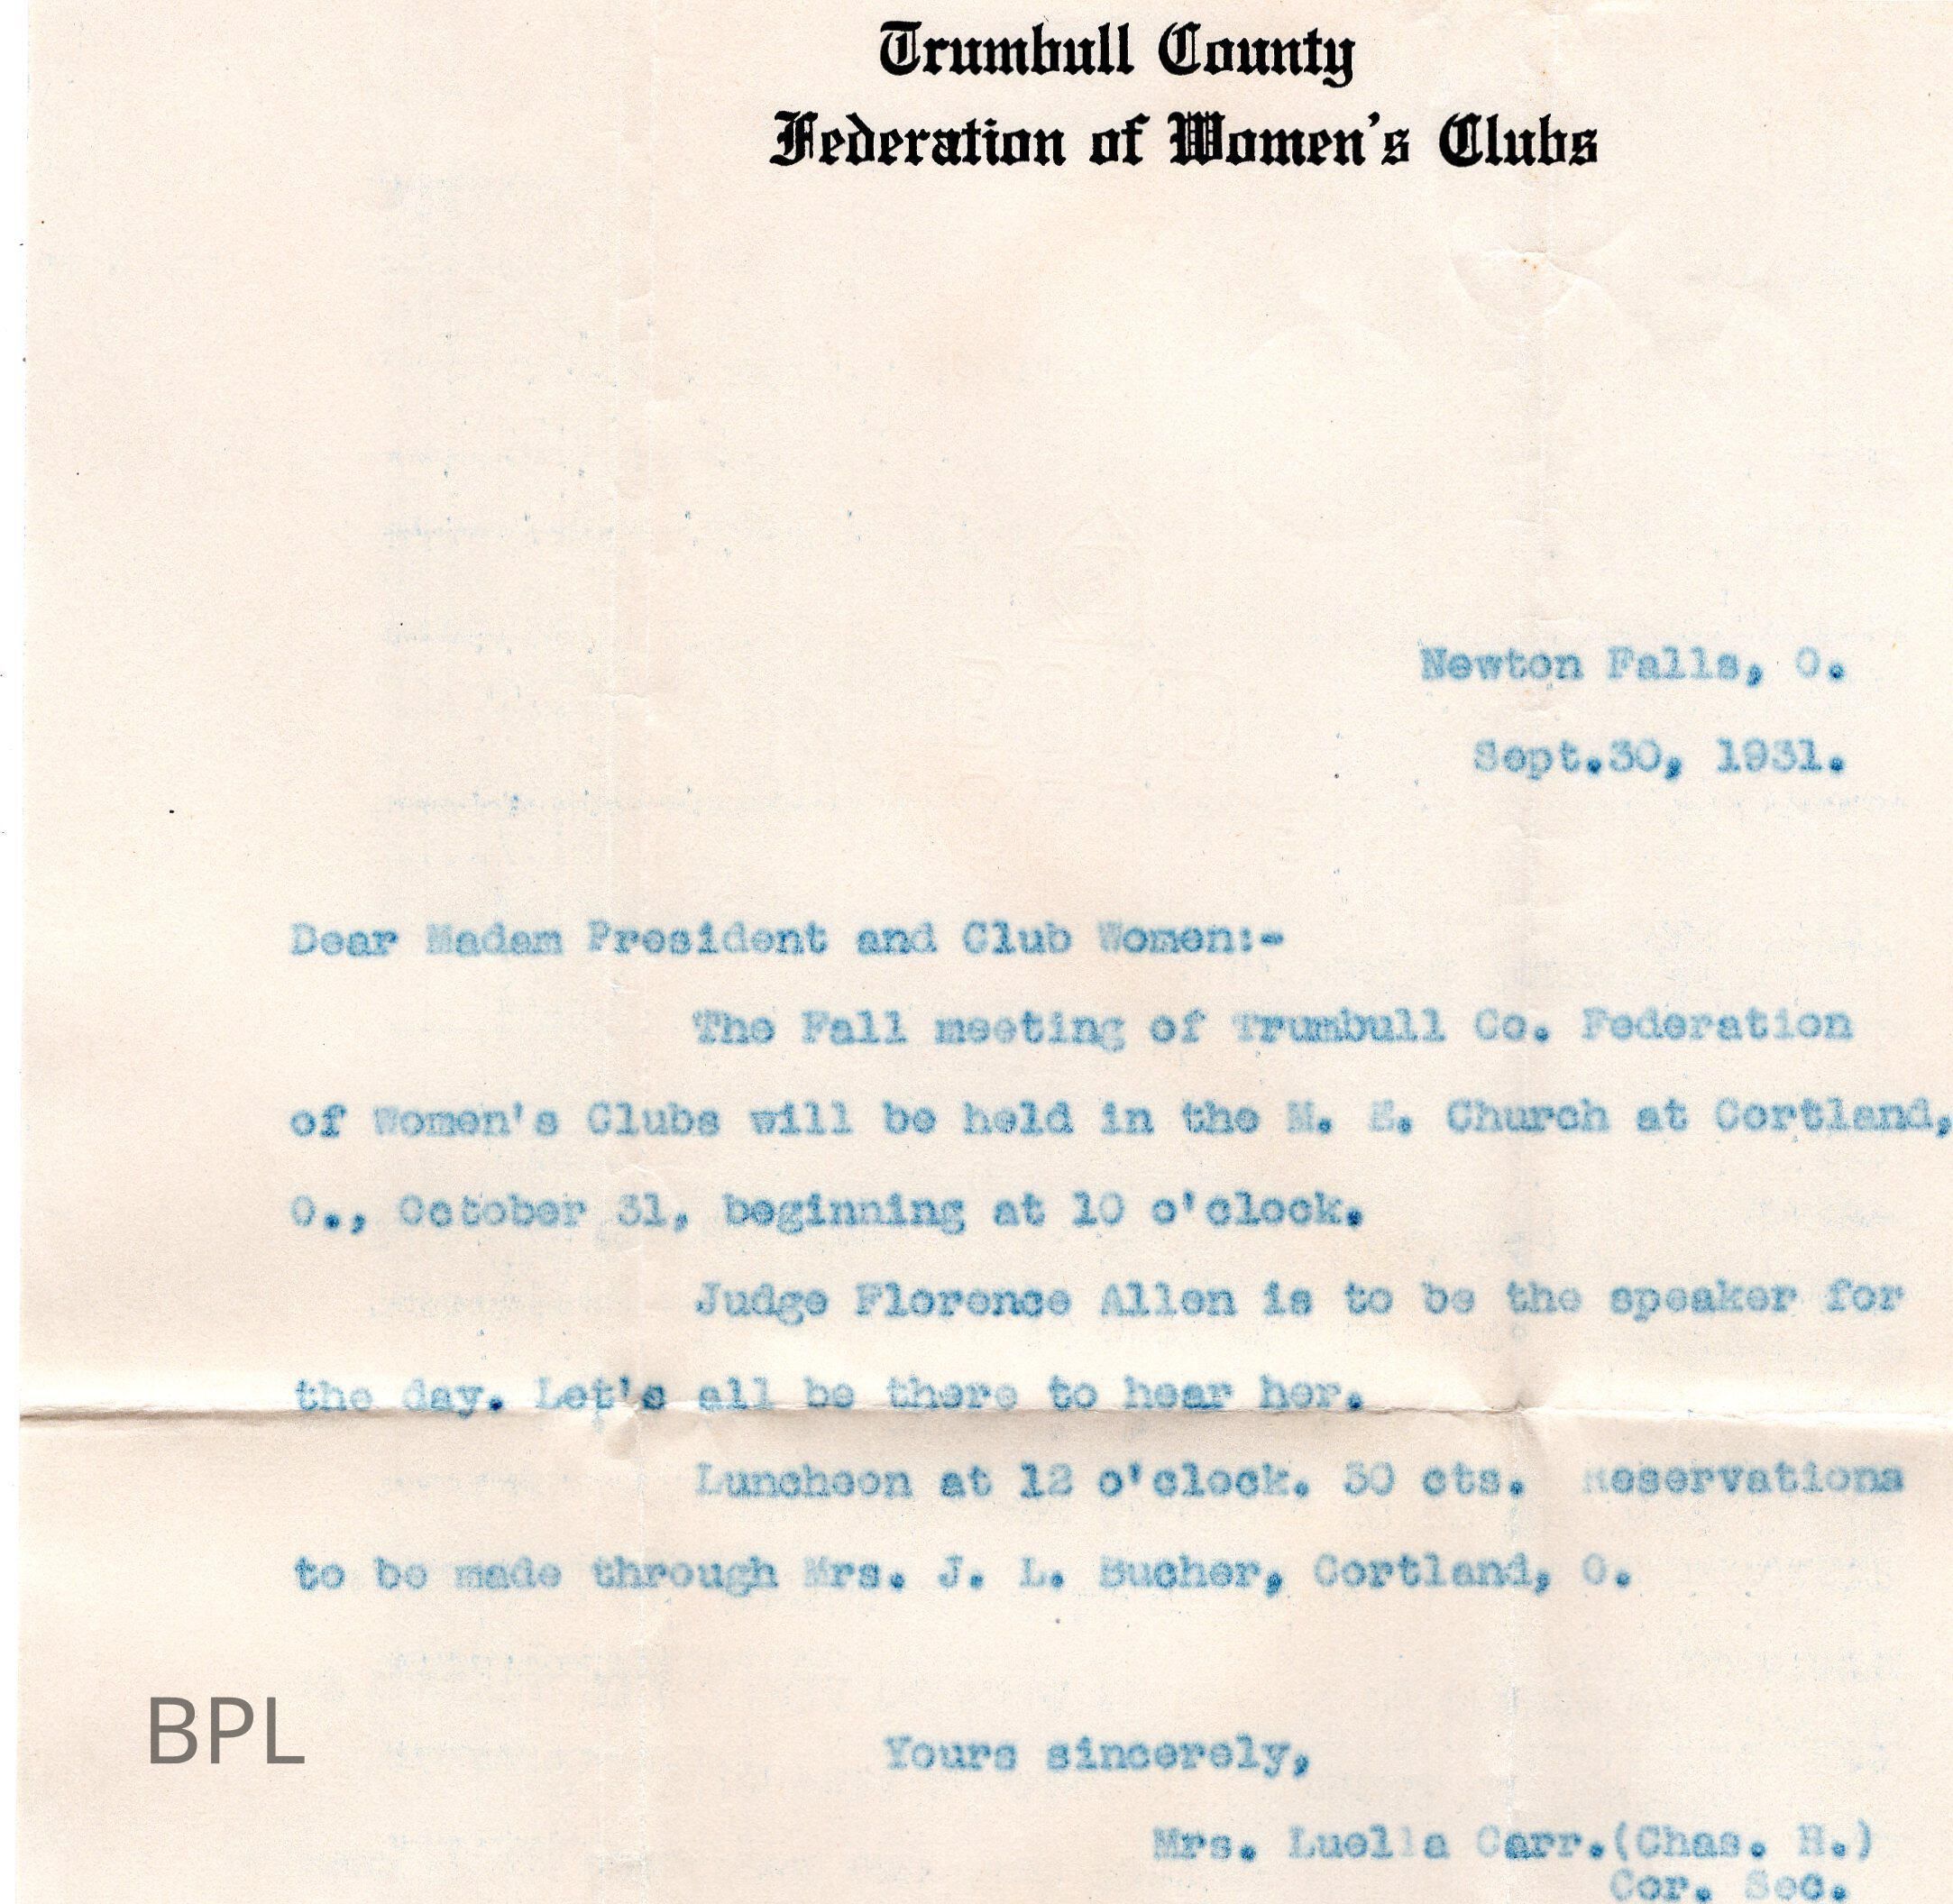 Trumbull County
Federation of Women's Clubs
Newton Falls, O.
Sept.30, 1931.
Dear Madam President and Club Women:-
The Fall meeting of Trumbull Co. Federation
of Women's Clubs will be held in the M. E. Church at Cortland,
O., October 31, beginning at 10 o'clock.
Judge Florence Allen is to be the speaker for
the day. Let's all be there to hear her.
Luncheon at 12 o'clock. 30 cts. Reservations
to be made through Mrs. J. L. Bucher, Cortland, O.
BPL
Yours sincerely,
Mrs. Luella Carr.(Chas. H.)
Cor. Sec.